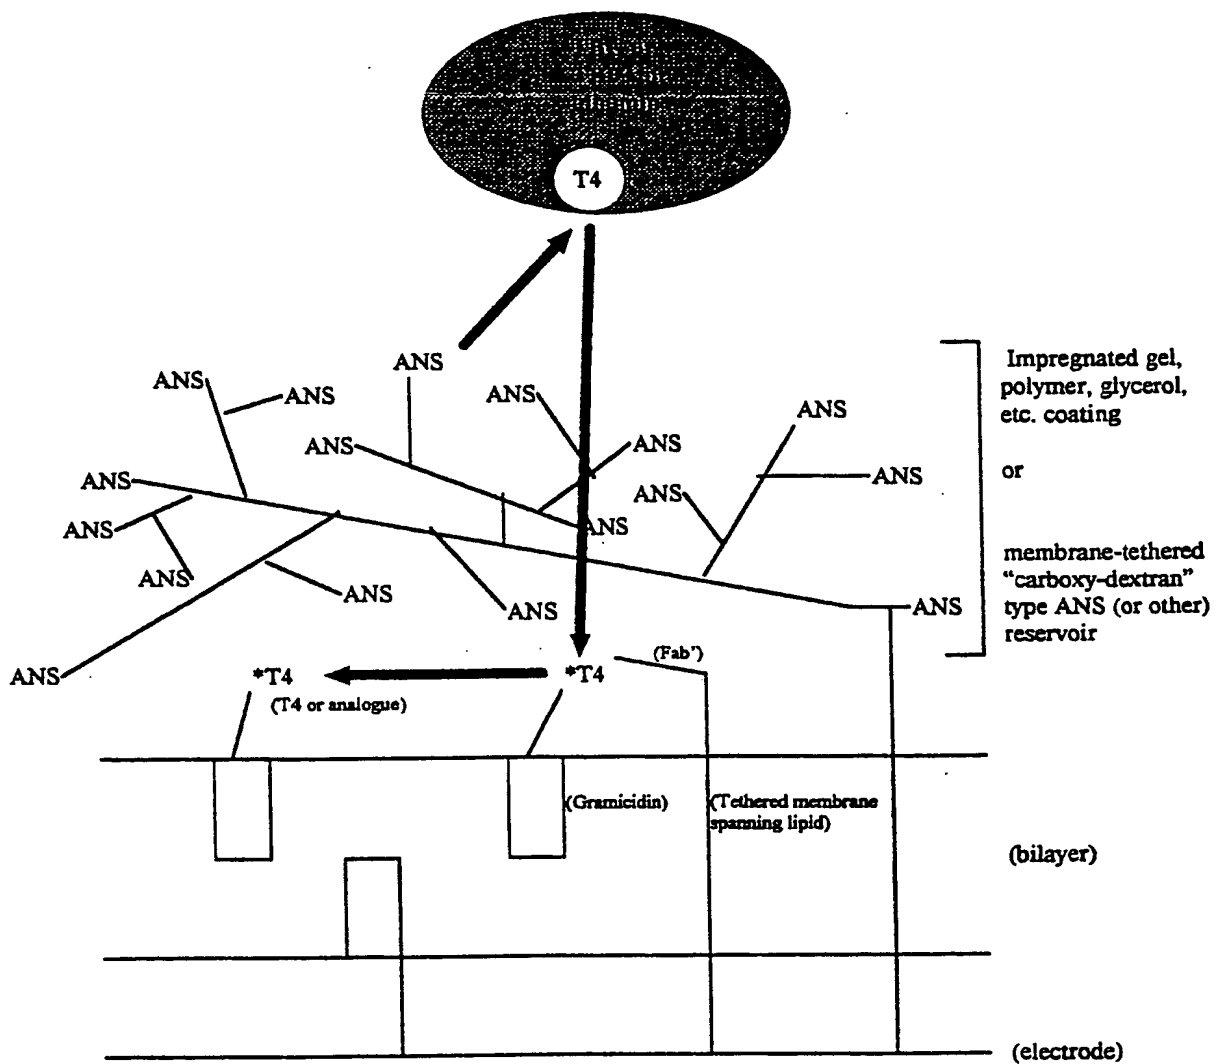 T4
ANS
Impregnated gel,
polymer, glycerol,
etc. coating
ANS
ANS
ANS
ANS
ANS
ANS
ANS
or
ANS
ANS
ANS
ANS
membrane-tethered
"carboxy-dextran"
type ANS (or other)
reservoir
ANS
ANS
ANS
ANS
(Fab')
ANS
*T4
*T4
(T4 or analogue)
(Gramicidin)
(Tethered membrane
spanning lipid)
(bilayer)
(electrode)